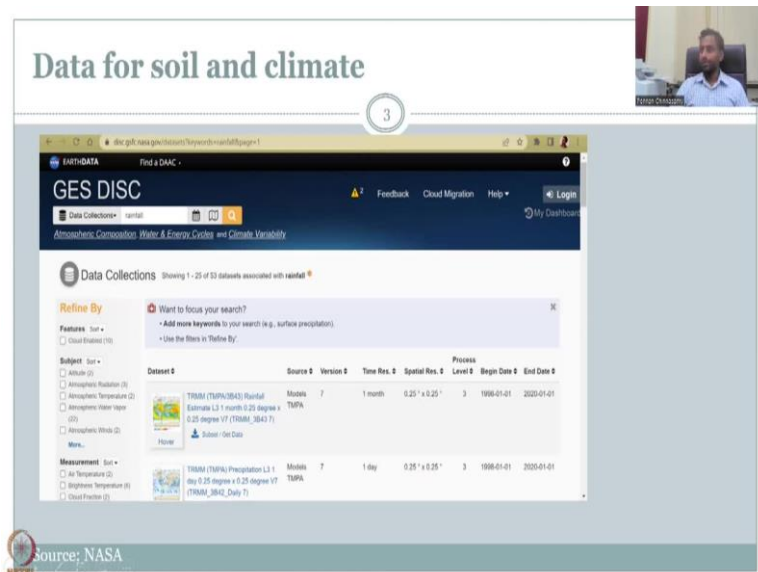 Data for soil and climate
3
disc.gsfc.nasa.gov/datasets?keywords=rainfall&page=1
EARTHDATA Find a DAAC
GES DISC
2 Feedback Cloud Migration Help Login
Data Collections rainfall
My Dashboard
Atmospheric Composition, Water & Energy Cycles and Climate Variability
Data Collections Showing 1 - 25 of 53 datasets associated with rainfall
Refine By
Want to focus your search?
• Add more keywords to your search (e.g., surface precipitation).
• Use the filters in 'Refine By'.
Features Sort
Cloud Enabled (10)
Subject Sort
Altitude (2)
Atmospheric Radiation (3)
Atmospheric Temperature (2)
Atmospheric Water Vapor
(22)
Atmospheric Winds (2)
More...
Measurement Sort
Air Temperature (2)
Brightness Temperature (6)
Cloud Fraction (2)
Dataset Source Version Time Res. Spatial Res. Process Level Begin Date End Date
TRMM (TMPA/3B43) Rainfall
Estimate L3 1 month 0.25 degree x
0.25 degree V7 (TRMM_3B43 7)
Models
TMPA
7 1 month 0.25 ° x 0.25 ° 3 1998-01-01 2020-01-01
Subset / Get Data
Hover
TRMM (TMPA) Precipitation L3 1
day 0.25 degree x 0.25 degree V7
(TRMM_3B42_Daily 7)
Models
TMPA
7 1 day 0.25 ° x 0.25 ° 3 1998-01-01 2020-01-01
Source; NASA